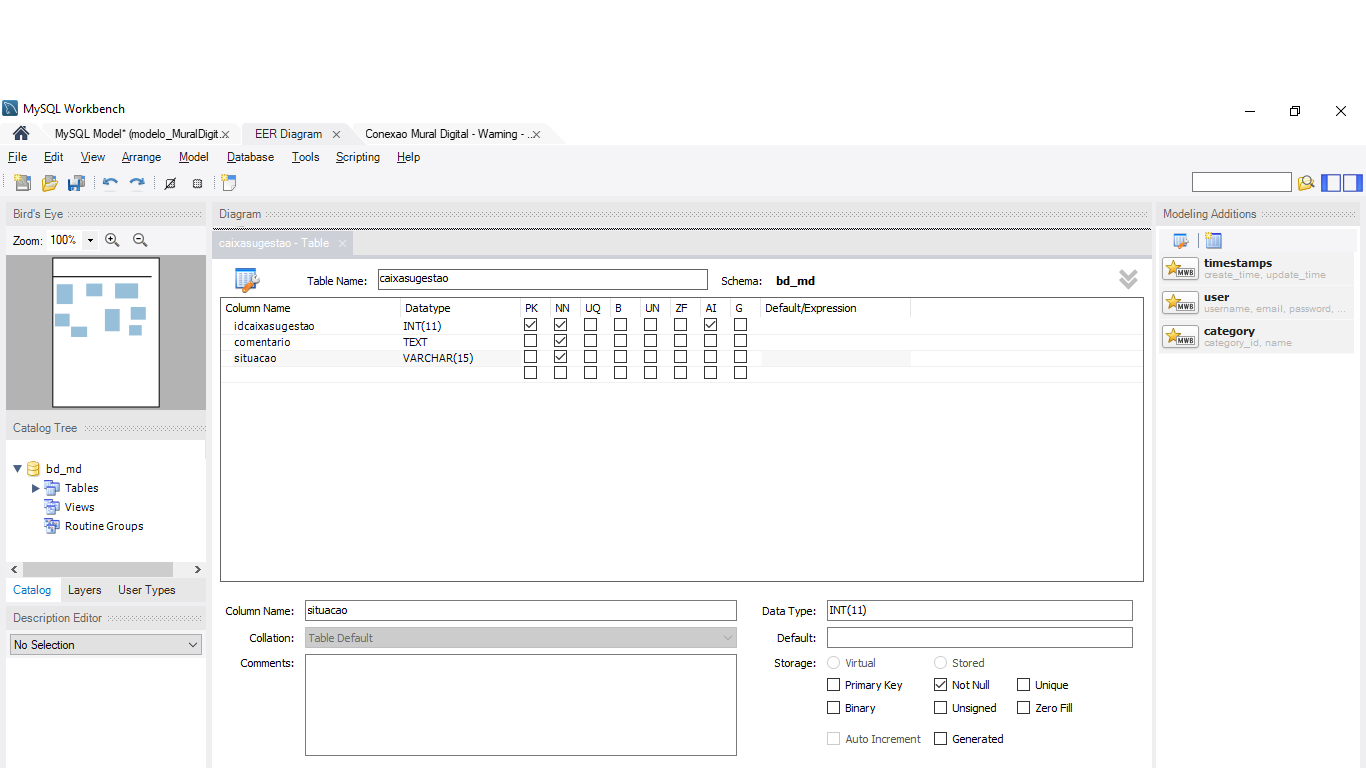 MySQL Workbench
MySQL Model* (modelo_MuralDigit... EER Diagram Conexao Mural Digital - Warning - ...
File Edit View Arrange Model Database Tools Scripting Help
Bird's Eye
Zoom: 100%
Catalog Tree
bd_md
Tables
Views
Routine Groups
Catalog Layers User Types
Description Editor
No Selection
Diagram
caixasugestao - Table
Table Name: caixasugestao Schema: bd_md
Column Name Datatype PK NN UQ B UN ZF AI G Default/Expression
idcaixasugestao INT(11)
comentario TEXT
situacao VARCHAR(15)
Column Name: situacao Data Type: INT(11)
Collation: Table Default Default:
Comments: Storage: Virtual Stored
Primary Key Not Null Unique
Binary Unsigned Zero Fill
Auto Increment Generated
Modeling Additions
timestamps
create_time, update_time
user
username, email, password, ...
category
category_id, name
MWB
MWB
MWB